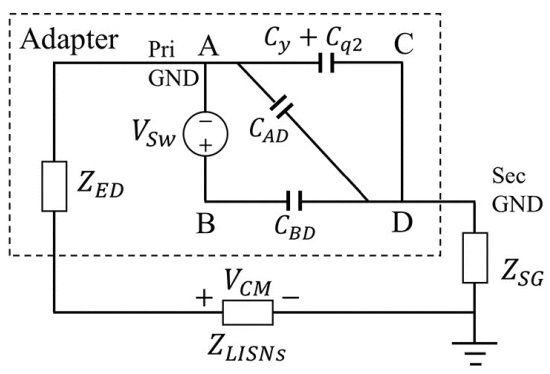 Adapter
Pri
GND
A
C_y + C_{q2}
C
V_{Sw}
−
+
C_{AD}
Z_{ED}
B
C_{BD}
D
Sec
GND
Z_{SG}
+ V_{CM} −
Z_{LISNs}